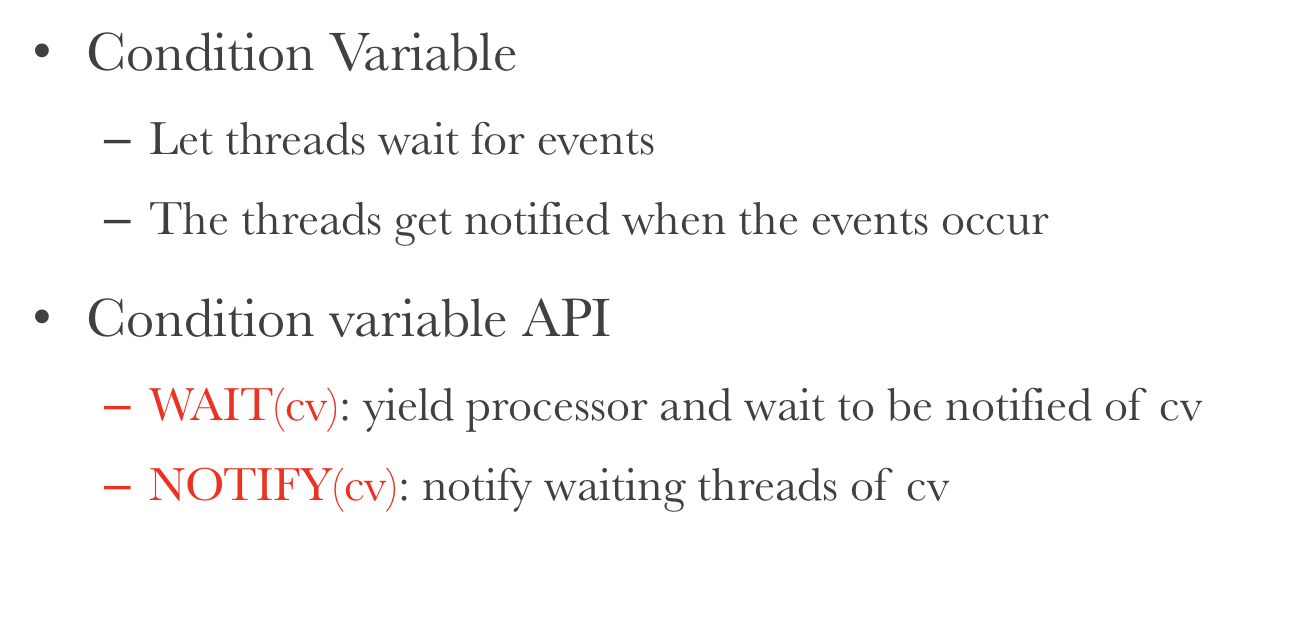 • Condition Variable
– Let threads wait for events
– The threads get notified when the events occur
• Condition variable API
– WAIT(cv): yield processor and wait to be notified of cv
– NOTIFY(cv): notify waiting threads of cv